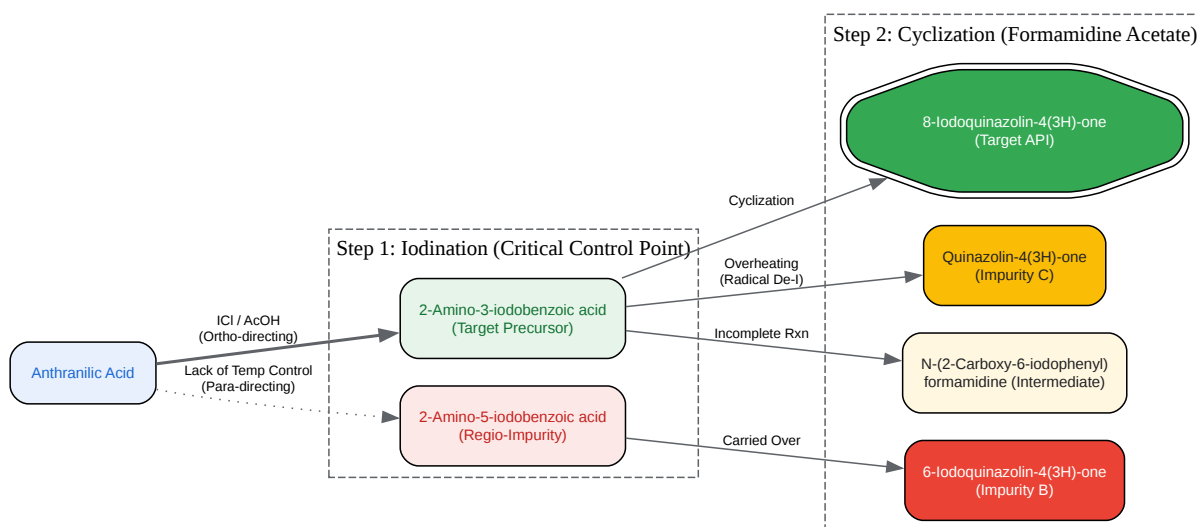 Step 2: Cyclization (Formamidine Acetate)
8-Iodoquinazolin-4(3H)-one
(Target API)
Cyclization
Step 1: Iodination (Critical Control Point)
Overheating
(Radical De-I)
Quinazolin-4(3H)-one
(Impurity C)
2-Amino-3-iodobenzoic acid
(Target Precursor)
ICl / AcOH
(Ortho-directing)
Incomplete Rxn
N-(2-Carboxy-6-iodophenyl)
formamidine (Intermediate)
Anthranilic Acid
Lack of Temp Control
(Para-directing)
2-Amino-5-iodobenzoic acid
(Regio-Impurity)
Carried Over
6-Iodoquinazolin-4(3H)-one
(Impurity B)